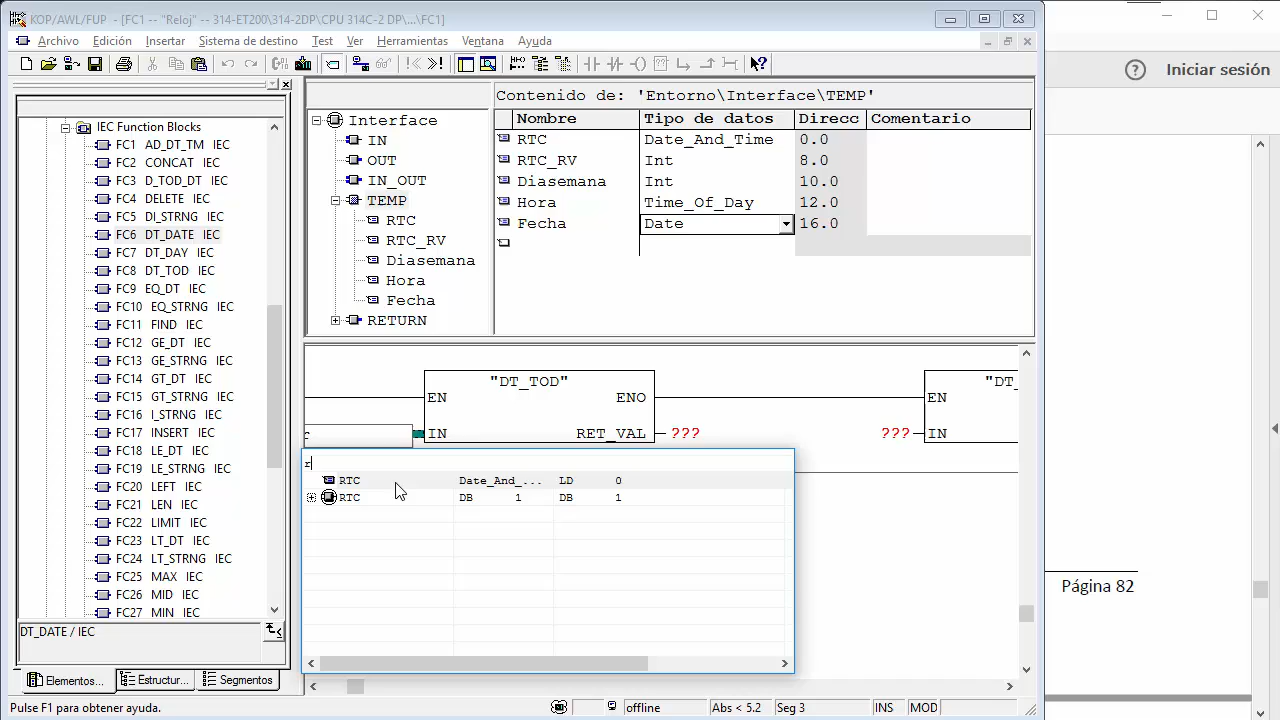 KOP/AWL/FUP - [FC1 -- "Reloj" -- 314-ET200\314-2DP\CPU 314C-2 DP\...\FC1]
Archivo Edición Insertar Sistema de destino Test Ver Herramientas Ventana Ayuda
Iniciar sesión
IEC Function Blocks
FC1 AD_DT_TM IEC
FC2 CONCAT IEC
FC3 D_TOD_DT IEC
FC4 DELETE IEC
FC5 DI_STRNG IEC
FC6 DT_DATE IEC
FC7 DT_DAY IEC
FC8 DT_TOD IEC
FC9 EQ_DT IEC
FC10 EQ_STRNG IEC
FC11 FIND IEC
FC12 GE_DT IEC
FC13 GE_STRNG IEC
FC14 GT_DT IEC
FC15 GT_STRNG IEC
FC16 I_STRNG IEC
FC17 INSERT IEC
FC18 LE_DT IEC
FC19 LE_STRNG IEC
FC20 LEFT IEC
FC21 LEN IEC
FC22 LIMIT IEC
FC23 LT_DT IEC
FC24 LT_STRNG IEC
FC25 MAX IEC
FC26 MID IEC
FC27 MIN IEC
DT_DATE / IEC
Elementos... Estructur... Segmentos
Interface
IN
OUT
IN_OUT
TEMP
RTC
RTC_RV
Diasemana
Hora
Fecha
RETURN
Contenido de: 'Entorno\Interface\TEMP'
Nombre Tipo de datos Direcc Comentario
RTC Date_And_Time 0.0
RTC_RV Int 8.0
Diasemana Int 10.0
Hora Time_Of_Day 12.0
Fecha Date 16.0
"DT_TOD" "DT_
EN ENO EN
IN RET_VAL ??? ??? IN
r
RTC Date_And_... LD 0
RTC DB 1 DB 1
Página 82
Pulse F1 para obtener ayuda. offline Abs < 5.2 Seg 3 INS MOD